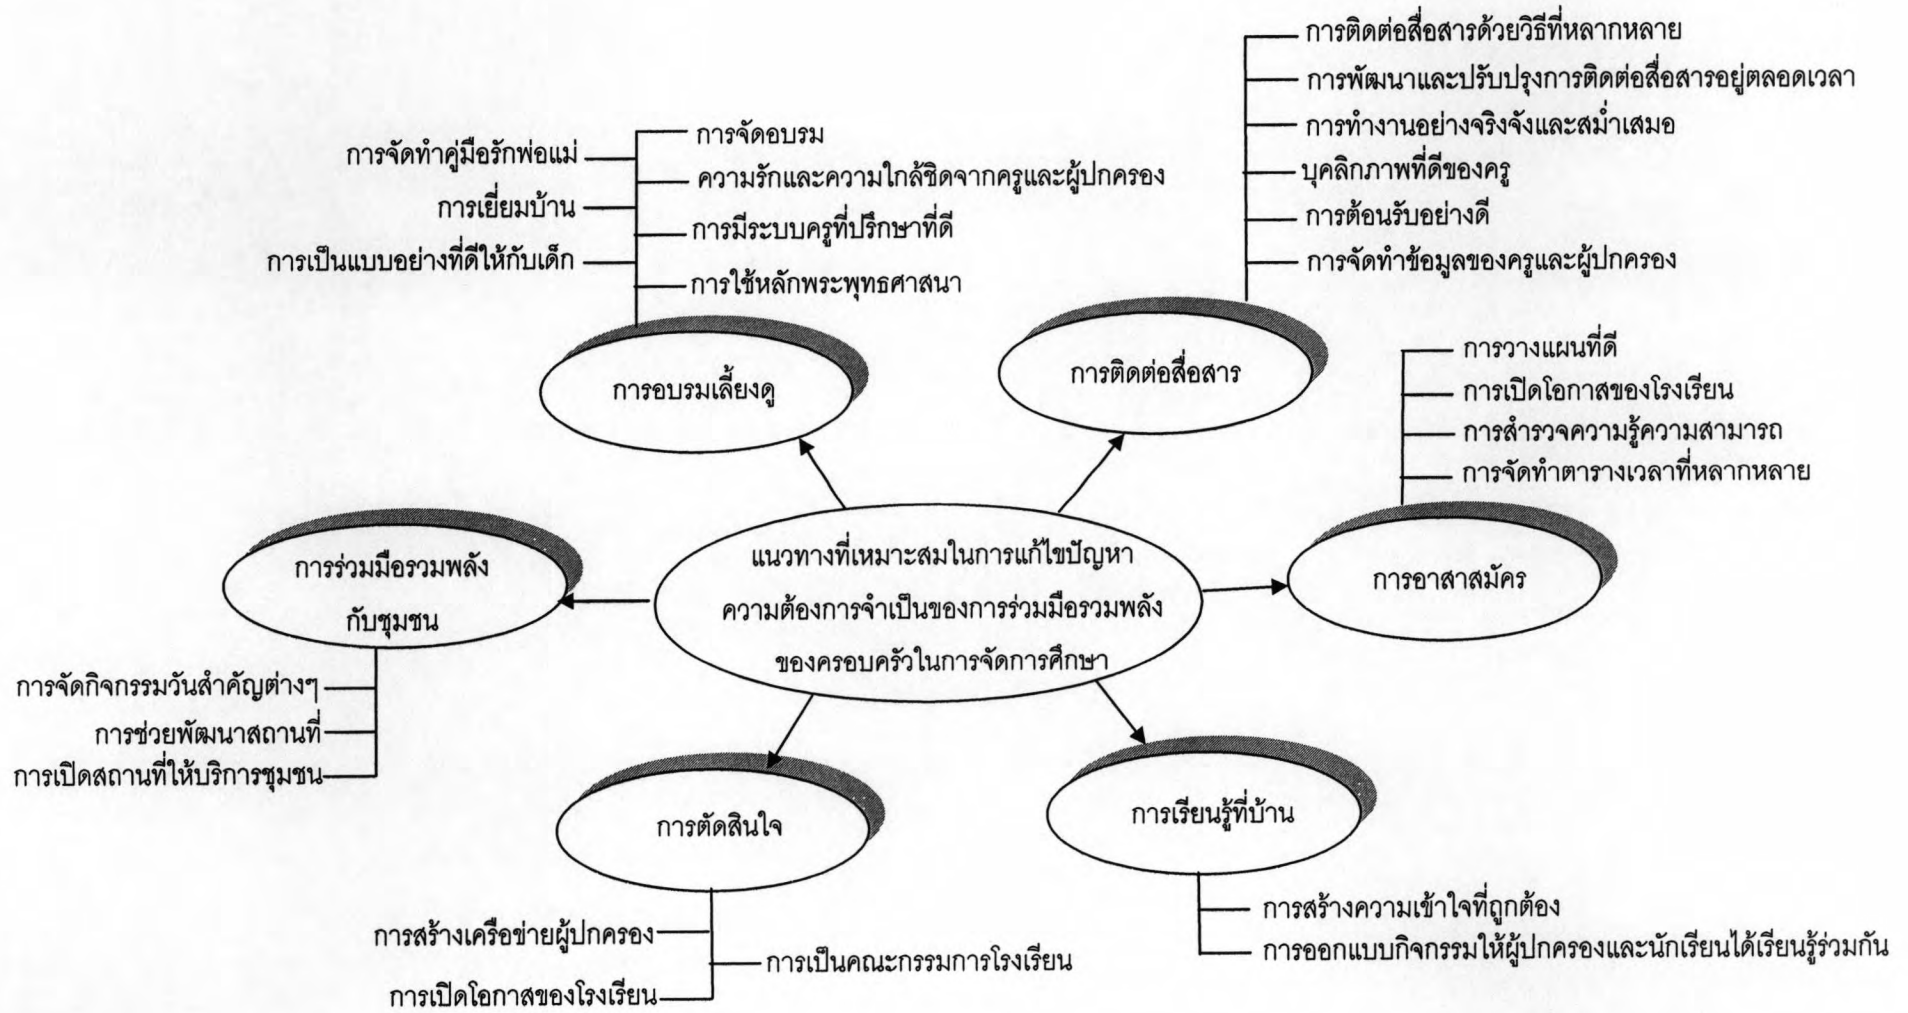 การติดต่อสื่อสารด้วยวิธีที่หลากหลาย
การพัฒนาและปรับปรุงการติดต่อสื่อสารอยู่ตลอดเวลา
การทำงานอย่างจริงจังและสม่ำเสมอ
บุคลิกภาพที่ดีของครู
การต้อนรับอย่างดี
การจัดทำข้อมูลของครูและผู้ปกครอง
การติดต่อสื่อสาร
การจัดอบรม
การจัดทำคู่มือรักพ่อแม่
ความรักและความใกล้ชิดจากครูและผู้ปกครอง
การเยี่ยมบ้าน
การมีระบบครูที่ปรึกษาที่ดี
การเป็นแบบอย่างที่ดีให้กับเด็ก
การใช้หลักพระพุทธศาสนา
การอบรมเลี้ยงดู
การวางแผนที่ดี
การเปิดโอกาสของโรงเรียน
การสำรวจความรู้ความสามารถ
การจัดทำตารางเวลาที่หลากหลาย
การอาสาสมัคร
แนวทางที่เหมาะสมในการแก้ไขปัญหา
ความต้องการจำเป็นของการร่วมมือรวมพลัง
ของครอบครัวในการจัดการศึกษา
การร่วมมือรวมพลัง
กับชุมชน
การจัดกิจกรรมวันสำคัญต่างๆ
การช่วยพัฒนาสถานที่
การเปิดสถานที่ให้บริการชุมชน
การตัดสินใจ
การสร้างเครือข่ายผู้ปกครอง
การเป็นคณะกรรมการโรงเรียน
การเปิดโอกาสของโรงเรียน
การเรียนรู้ที่บ้าน
การสร้างความเข้าใจที่ถูกต้อง
การออกแบบกิจกรรมให้ผู้ปกครองและนักเรียนได้เรียนรู้ร่วมกัน